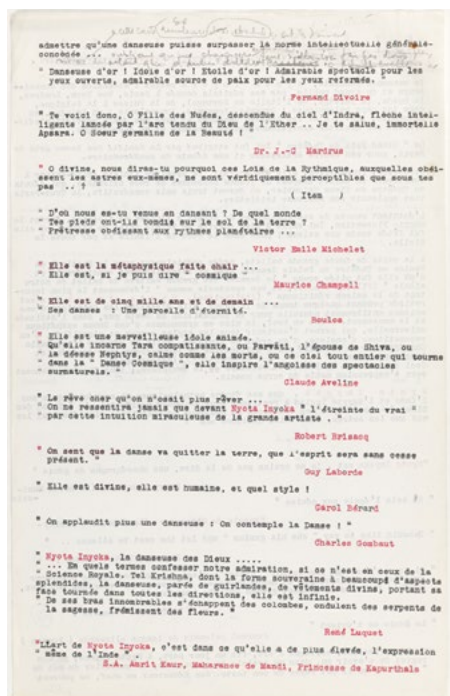 admettre qu'une danseuse puisse surpasser la norme intellectuelle générale-
concédée ...
" Danseuse d'or ! Idole d'or ! Etoile d'or ! Admirable spectacle pour les
yeux ouverts, admirable source de paix pour les yeux refermés. "
Fernand Divoire
" Te voici donc, O Fille des Nuées, descendue du ciel d'Indra, flèche intel-
ligente lancée par l'arc tendu du Dieu de l'Ether .. Je te salue, immortelle
Apsara. O Soeur germaine de la Beauté ! "
Dr. J.-C Mardrus
" O divine, nous diras-tu pourquoi ces Lois de la Rythmique, auxquelles obéi-
ssent les astres eux-mêmes, ne sont véridiquement perceptibles que sous tes
pas .. ? "
( Item )
" D'où nous es-tu venue en dansant ? De quel monde
" Tes pieds ont-ils bondis sur le sol de la terre ?
" Prêtresse obéissant aux rythmes planétaires ...
Victor Emile Michelet
" Elle est la métaphysique faite chair ...
" Elle est, si je puis dire " cosmique "
Maurice Champell
" Elle est de cinq mille ans et de demain ...
" Ses danses : Une parcelle d'éternité.
Boulos
" Elle est une merveilleuse idole animée.
Qu'elle incarne Tara compatissante, ou Parvâti, l'épouse de Shiva, ou
la déesse Nephtys, calme comme les morts, ou ce ciel tout entier qui tourne
dans la " Danse Cosmique ", elle inspire l'angoisse des spectacles
surnaturels. "
Claude Aveline
" Le rêve qu'on n'osait plus rêver ...
" On ne ressentira jamais que devant Nyota Inyoka " l'étreinte du vrai "
par cette intuition miraculeuse de la grande artiste . "
Robert Brisacq
" On sent que la danse va quitter la terre, que l'esprit sera sans cesse
présent. "
Guy Laborde
" Elle est divine, elle est humaine, et quel style !
Carol Bérard
" On applaudit plus une danseuse : On contemple la Danse ! "
Charles Gombaut
" Nyota Inyoka, la danseuse des Dieux .....
" ... En quels termes confesser notre admiration, si ce n'est en ceux de la
Science Royale. Tel Krishna, dont la forme souveraine à beaucoup d'aspects
splendides, la danseuse, parée de guirlandes, de vêtements divins, portant sa
face tournée dans toutes les directions, elle est infinie.
" De ses bras innombrables s'échappent des colombes, ondulent des serpents de
la sagesse, frémissent des fleurs. "
René Luquet
"L'art de Nyota Inyoka, c'est dans ce qu'elle a de plus élevée, l'expression
" même de l'Inde " .
S.A. Amrit Kaur, Maharanee de Mandi, Princesse de Kapurthala